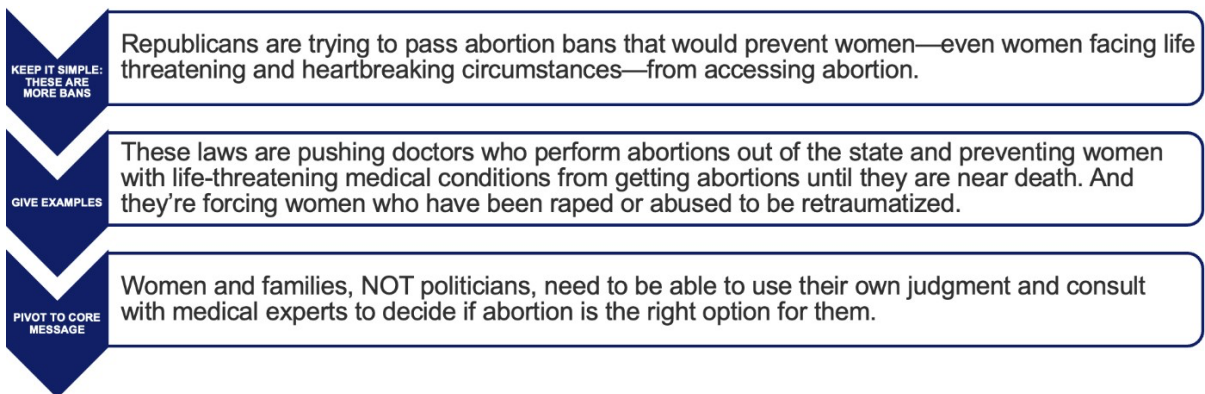 KEEP IT SIMPLE:
THESE ARE
MORE BANS
Republicans are trying to pass abortion bans that would prevent women—even women facing life
threatening and heartbreaking circumstances—from accessing abortion.
GIVE EXAMPLES
These laws are pushing doctors who perform abortions out of the state and preventing women
with life-threatening medical conditions from getting abortions until they are near death. And
they're forcing women who have been raped or abused to be retraumatized.
PIVOT TO CORE
MESSAGE
Women and families, NOT politicians, need to be able to use their own judgment and consult
with medical experts to decide if abortion is the right option for them.